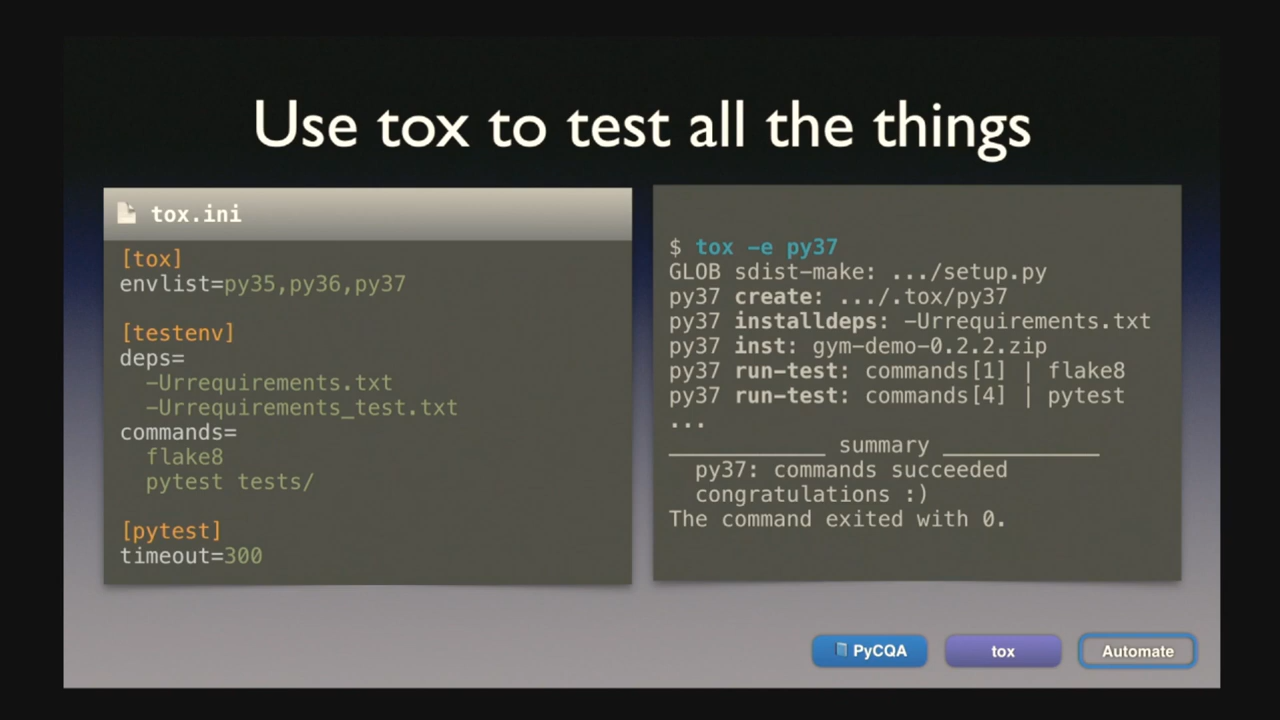 Use tox to test all the things
tox.ini
[tox]
envlist=py35,py36,py37
[testenv]
deps=
-Urrequirements.txt
-Urrequirements_test.txt
commands=
flake8
pytest tests/
[pytest]
timeout=300
$ tox -e py37
GLOB sdist-make: .../setup.py
py37 create: .../.tox/py37
py37 installdeps: -Urrequirements.txt
py37 inst: gym-demo-0.2.2.zip
py37 run-test: commands[1] | flake8
py37 run-test: commands[4] | pytest
...
____________ summary ____________
py37: commands succeeded
congratulations :)
The command exited with 0.
PyCQA
tox
Automate